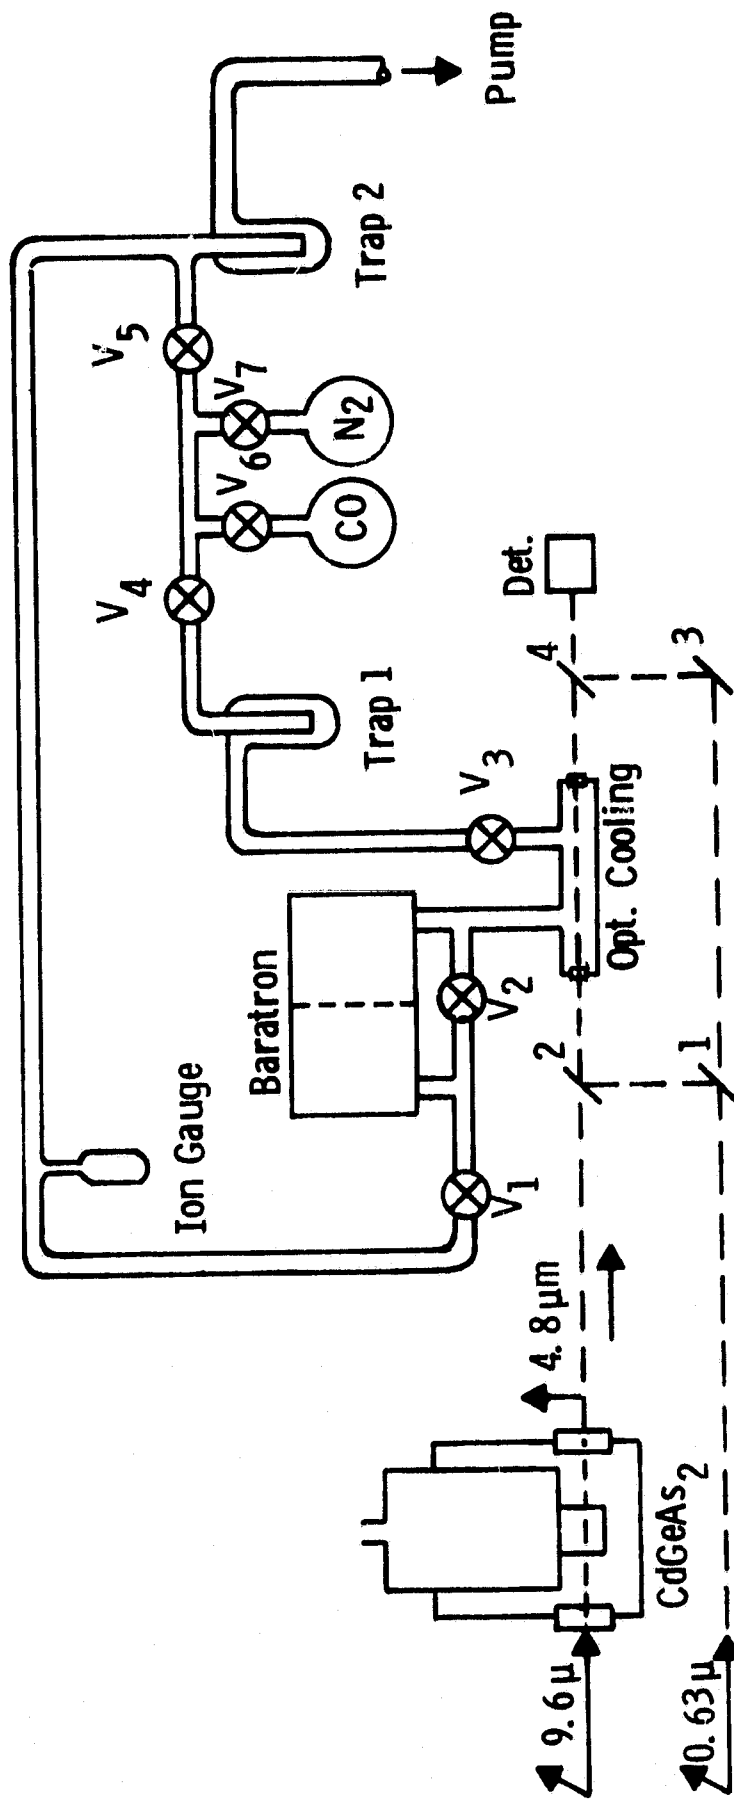 Pump
Trap 2
V5
V7
N2
V6
CO
V4
Trap 1
Det.
4
3
V3
Opt. Cooling
Baratron
V2
2
1
Ion Gauge
V1
4.8μm
CdGeAs2
9.6μ
0.63μ